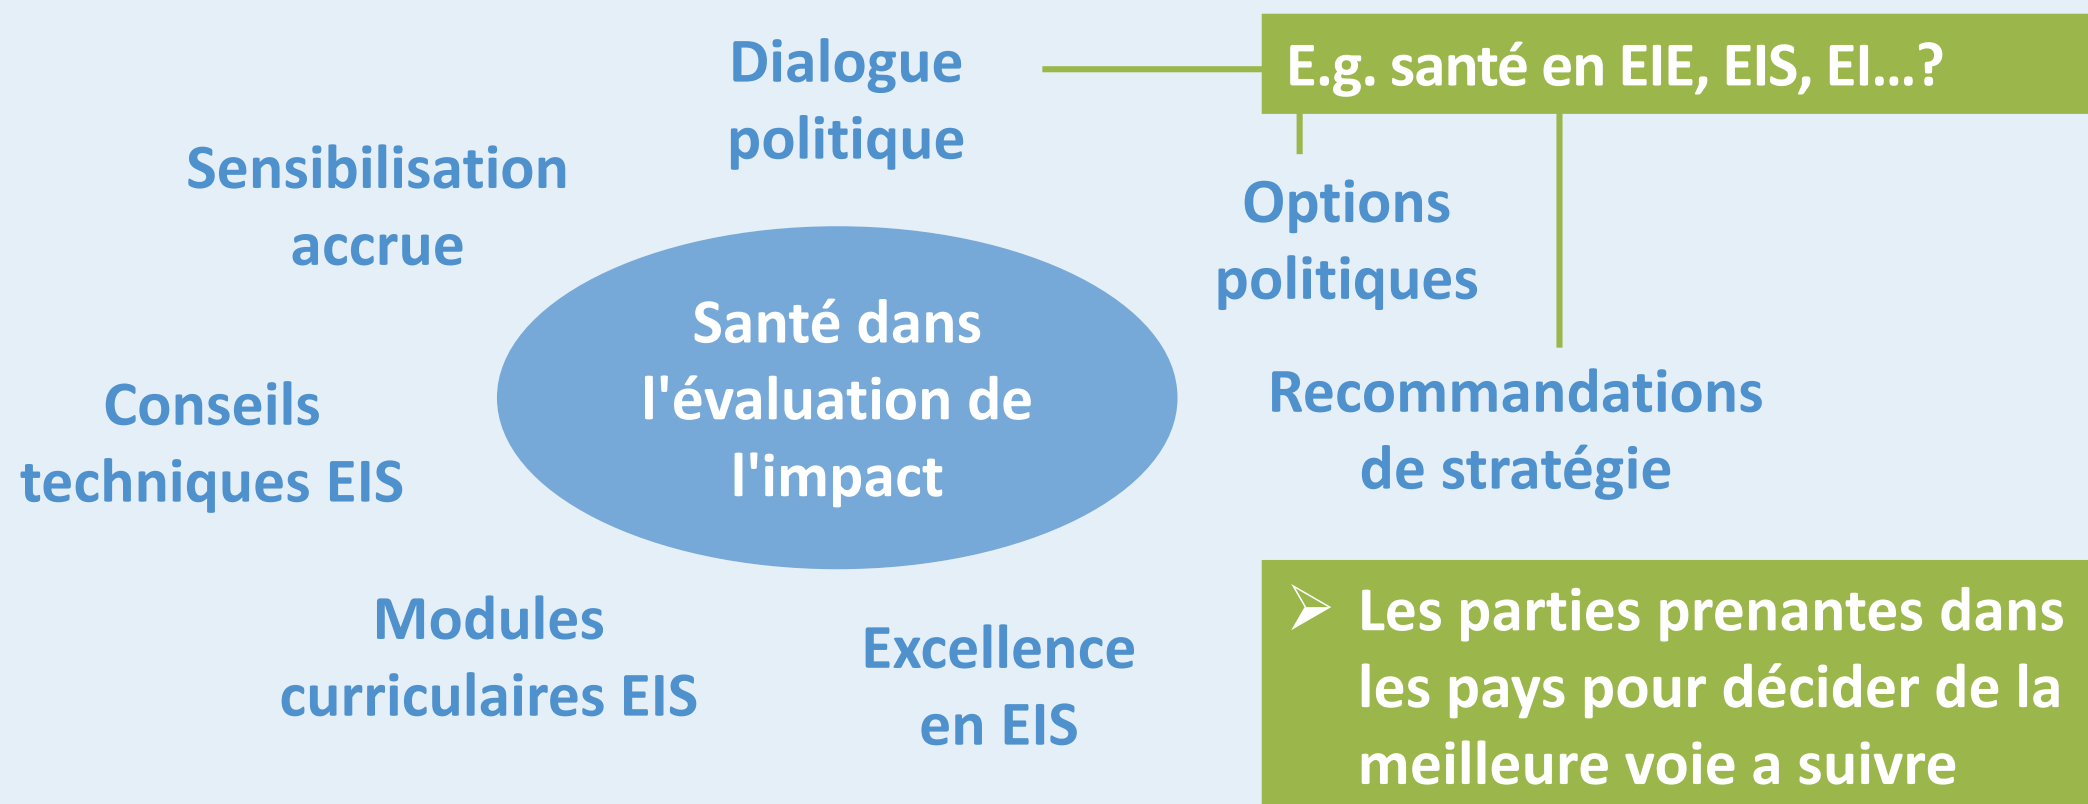 Dialogue
politique
E.g. santé en EIE, EIS, EI...?
Sensibilisation
accrue
Options
politiques
Santé dans
l'évaluation de
l'impact
Conseils
techniques EIS
Recommandations
de stratégie
Modules
curriculaires EIS
Excellence
en EIS
➢ Les parties prenantes dans
les pays pour décider de la
meilleure voie a suivre